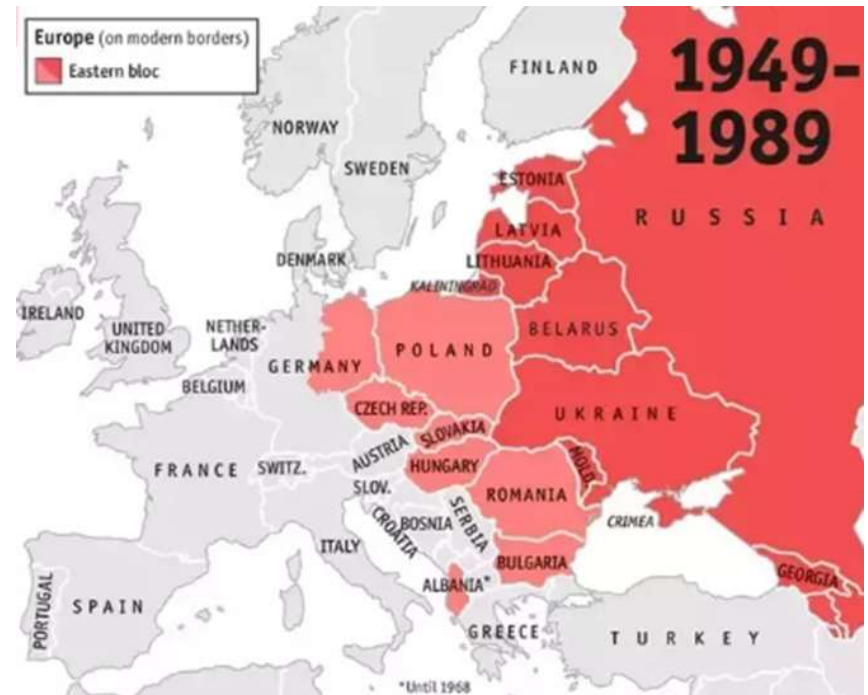 Europe (on modern borders)
Eastern bloc
1949-
1989
FINLAND
NORWAY
SWEDEN
ESTONIA
RUSSIA
LATVIA
DENMARK
LITHUANIA
KALININGRAD
IRELAND
UNITED
KINGDOM
NETHER-
LANDS
BELARUS
GERMANY
POLAND
BELGIUM
CZECH REP.
UKRAINE
SLOVAKIA
FRANCE
SWITZ.
AUSTRIA
HUNGARY
MOLD.
SLOV.
ROMANIA
CROATIA
BOSNIA
SERBIA
CRIMEA
ITALY
BULGARIA
GEORGIA
ALBANIA*
PORTUGAL
SPAIN
GREECE
TURKEY
*Until 1968